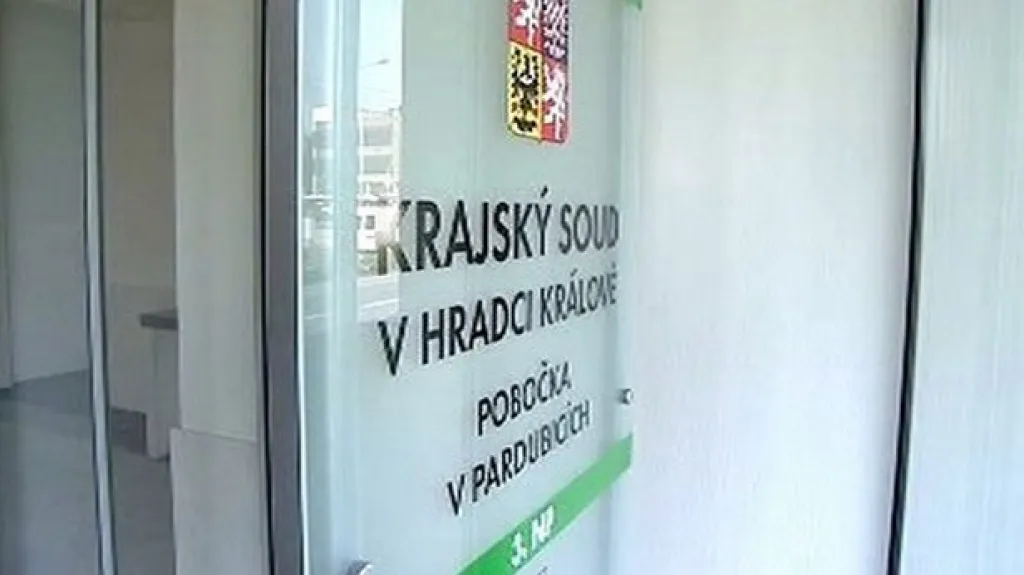 KRAJSKÝ SOUD
V HRADCI KRÁLOVÉ
POBOČKA
V PARDUBICÍCH
3. NP